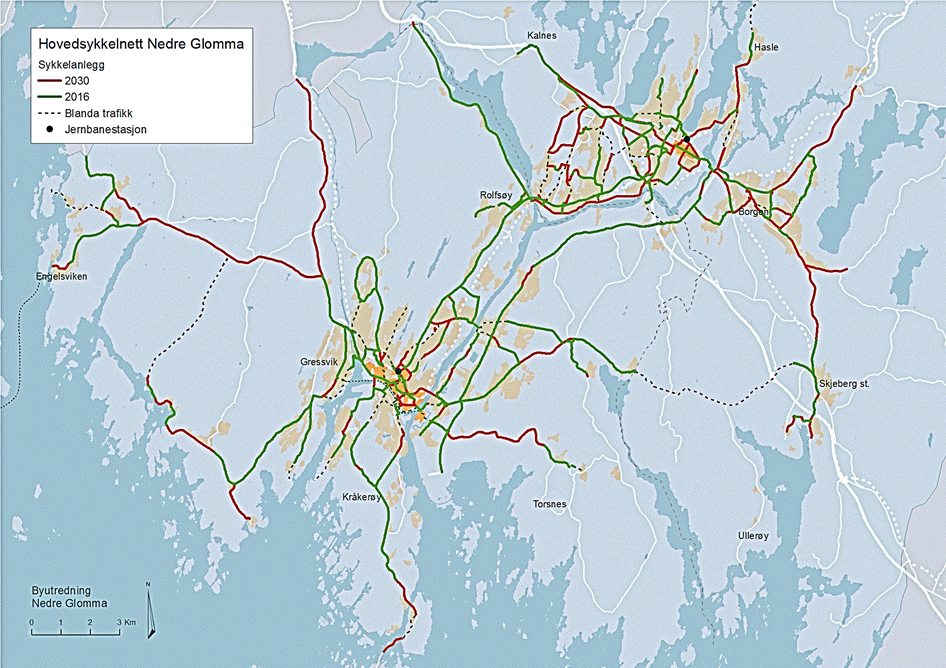 Hovedsykkelnett Nedre Glomma
Sykkelanlegg
2030
2016
Blanda trafikk
Jernbanestasjon
Kalnes
Hasle
Rolfsøy
Borgen
Engelsviken
Gressvik
Skjeberg st.
Kråkerøy
Torsnes
Ullerøy
Byutredning
Nedre Glomma
N
0 1 2 3 Km